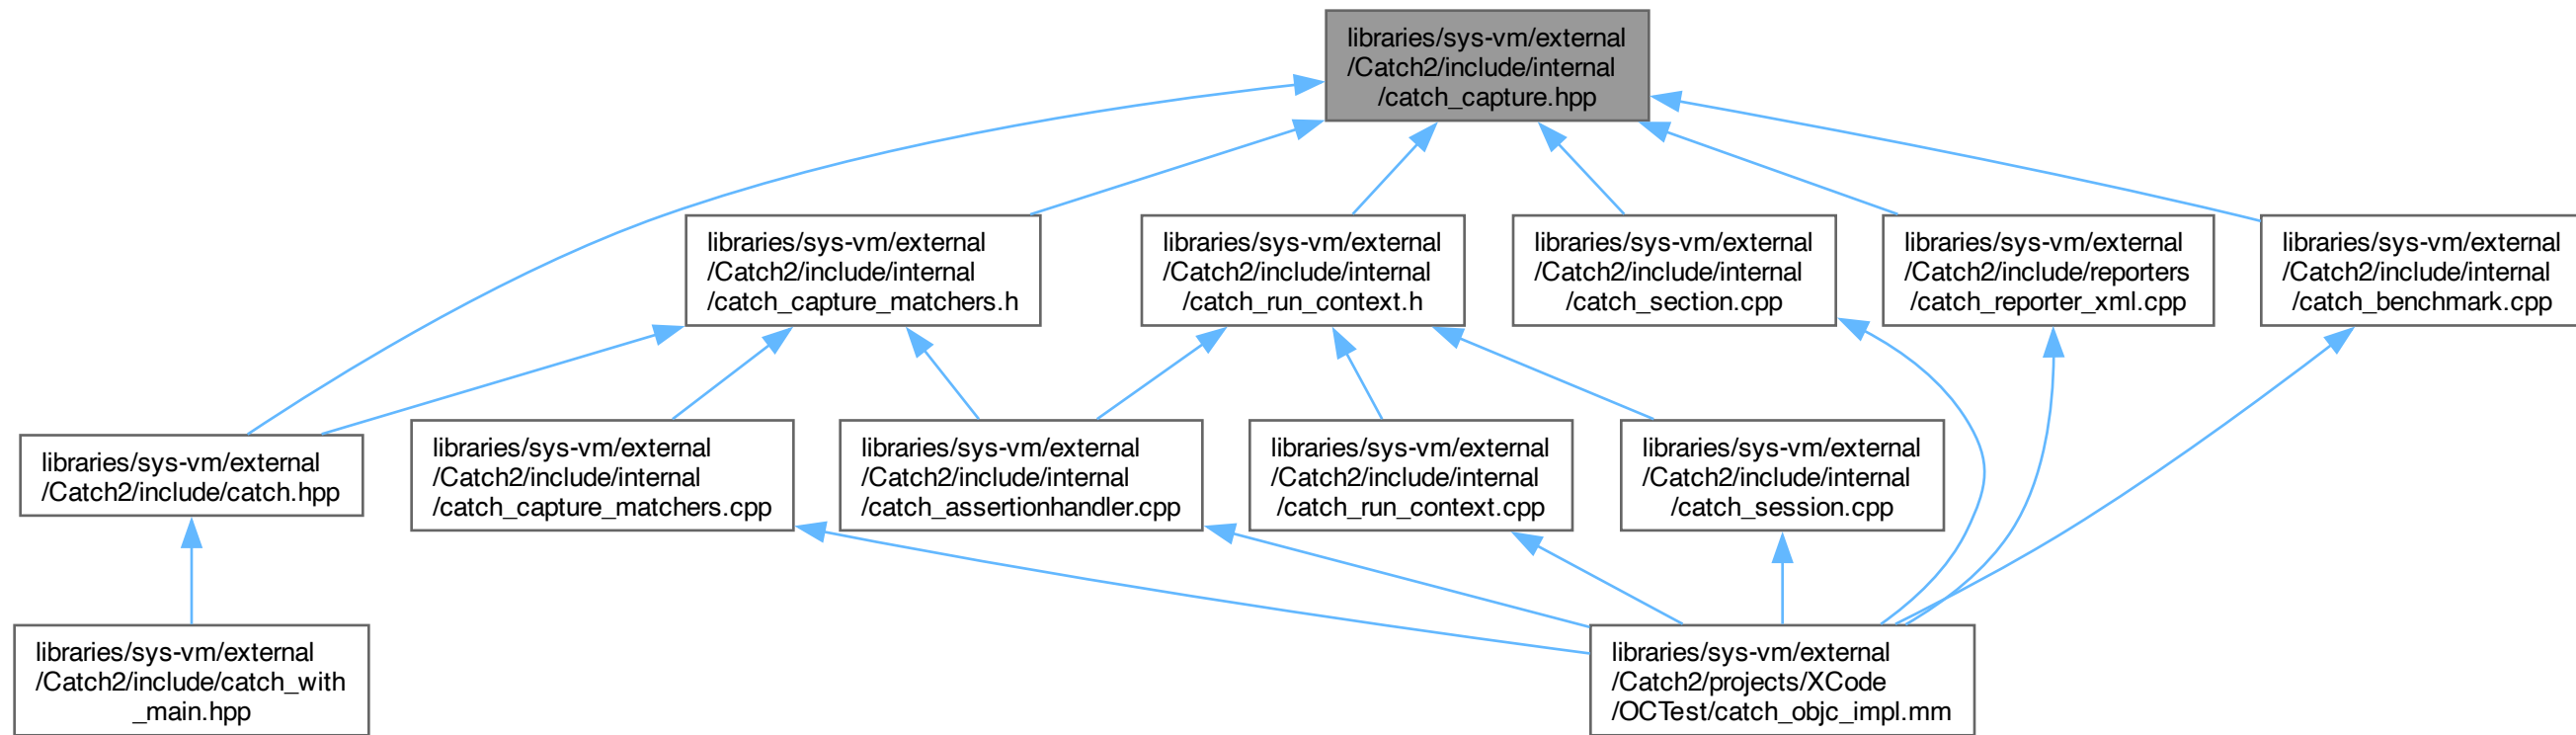 libraries/sys-vm/external
/Catch2/include/internal
/catch_capture.hpp
libraries/sys-vm/external
/Catch2/include/internal
/catch_capture_matchers.h
libraries/sys-vm/external
/Catch2/include/internal
/catch_run_context.h
libraries/sys-vm/external
/Catch2/include/internal
/catch_section.cpp
libraries/sys-vm/external
/Catch2/include/reporters
/catch_reporter_xml.cpp
libraries/sys-vm/external
/Catch2/include/internal
/catch_benchmark.cpp
libraries/sys-vm/external
/Catch2/include/catch.hpp
libraries/sys-vm/external
/Catch2/include/internal
/catch_capture_matchers.cpp
libraries/sys-vm/external
/Catch2/include/internal
/catch_assertionhandler.cpp
libraries/sys-vm/external
/Catch2/include/internal
/catch_run_context.cpp
libraries/sys-vm/external
/Catch2/include/internal
/catch_session.cpp
libraries/sys-vm/external
/Catch2/include/catch_with
_main.hpp
libraries/sys-vm/external
/Catch2/projects/XCode
/OCTest/catch_objc_impl.mm